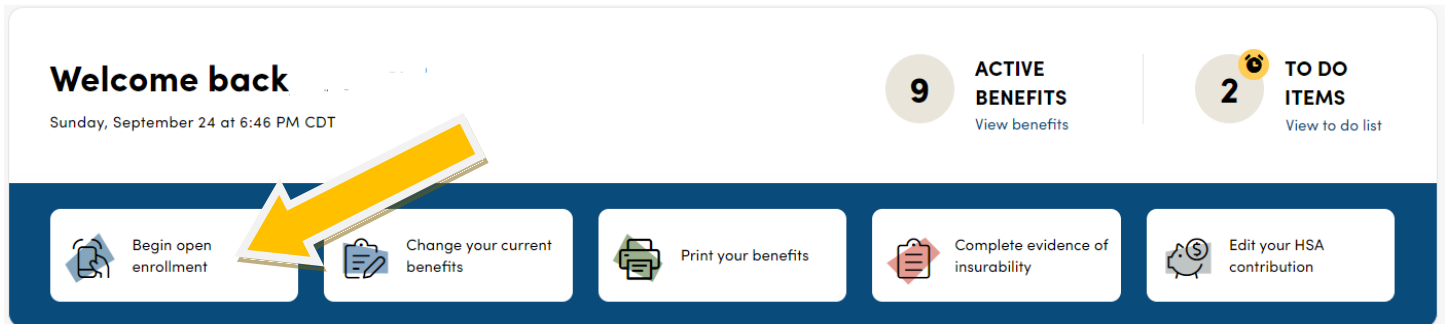 Welcome back
Sunday, September 24 at 6:46 PM CDT
9
ACTIVE
BENEFITS
View benefits
2
TO DO
ITEMS
View to do list
Begin open
enrollment
Change your current
benefits
Print your benefits
Complete evidence of
insurability
Edit your HSA
contribution